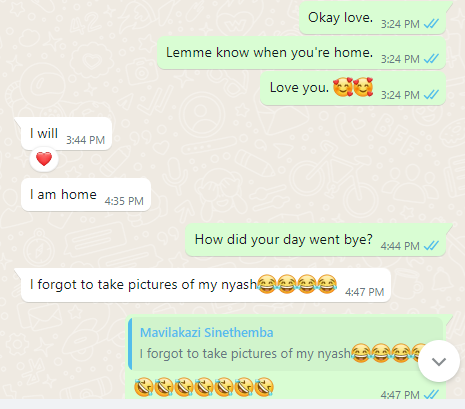 Okay love. 3:24 PM
Lemme know when you're home. 3:24 PM
Love you. 🥰🥰 3:24 PM
I will 3:44 PM
❤️
I am home 4:35 PM
How did your day went bye? 4:44 PM
I forgot to take pictures of my nyash😂😂😂😂 4:47 PM
Mavilakazi Sinethemba
I forgot to take pictures of my nyash😂😂😂😂
🤣🤣🤣🤣🤣🤣🤣 4:47 PM